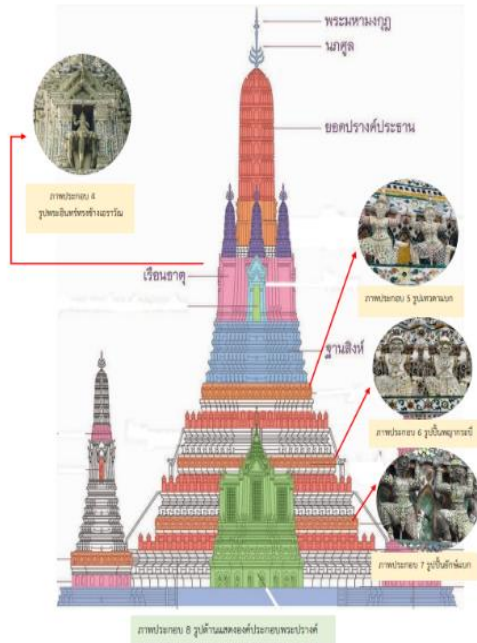 พระมหามงกุฎ
นภศูล
ยอดปรางค์ประธาน
ภาพประกอบ 4
รูปพระอินทร์ทรงช้างเอราวัณ
เรือนธาตุ
ภาพประกอบ 5 รูปเทวดาแบก
ฐานสิงห์
ภาพประกอบ 6 รูปปั้นพญากระบี่
ภาพประกอบ 7 รูปปั้นยักษ์แบก
ภาพประกอบ 8 รูปด้านแสดงองค์ประกอบพระปรางค์